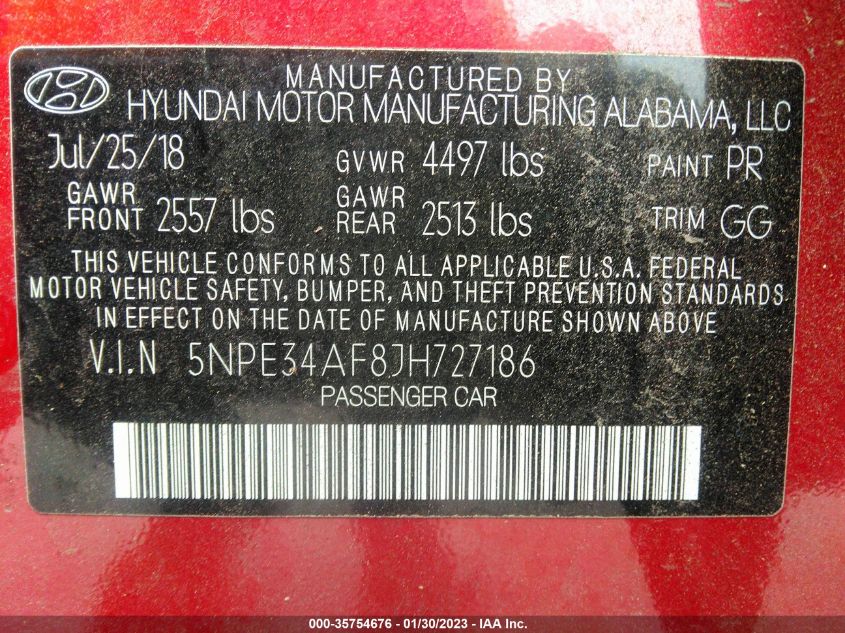 MANUFACTURED BY
HYUNDAI MOTOR MANUFACTURING ALABAMA, LLC
Jul/25/18 GVWR 4497 lbs PAINT PR
GAWR FRONT 2557 lbs GAWR REAR 2513 lbs TRIM GG
THIS VEHICLE CONFORMS TO ALL APPLICABLE U.S.A. FEDERAL
MOTOR VEHICLE SAFETY, BUMPER, AND THEFT PREVENTION STANDARDS
IN EFFECT ON THE DATE OF MANUFACTURE SHOWN ABOVE
V.I.N 5NPE34AF8JH727186
PASSENGER CAR
000-35754676 - 01/30/2023 - IAA Inc.